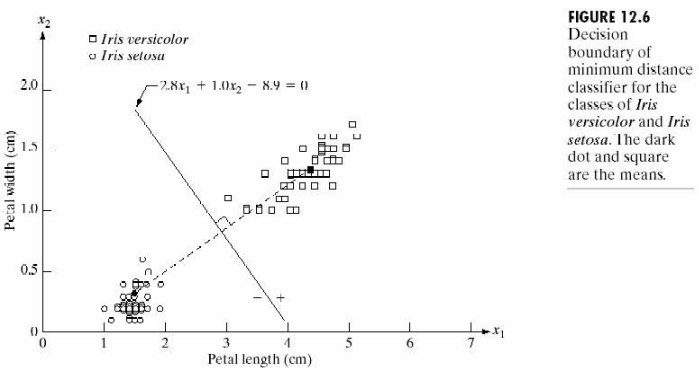 x₂
□ Iris versicolor
○ Iris setosa
2.8x₁ + 1.0x₂ − 8.9 = 0
2.0
1.5
1.0
0.5
0
Petal width (cm)
− +
0 1 2 3 4 5 6 7
x₁
Petal length (cm)
FIGURE 12.6
Decision
boundary of
minimum distance
classifier for the
classes of Iris
versicolor and Iris
setosa. The dark
dot and square
are the means.